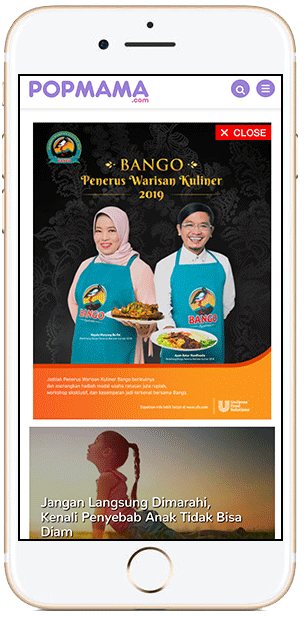 POPMAMA
.com
✕ CLOSE
BANGO
Penerus Warisan Kuliner
2019
BANGO
BANGO
Jadilah Penerus Warisan Kuliner Bango berikutnya
dan menangkan hadiah modal usaha ratusan juta rupiah,
workshop eksklusif, dan kesempatan jadi terkenal bersama Bango.
Unilever
Food
Solutions
Jangan Langsung Dimarahi,
Kenali Penyebab Anak Tidak Bisa
Diam